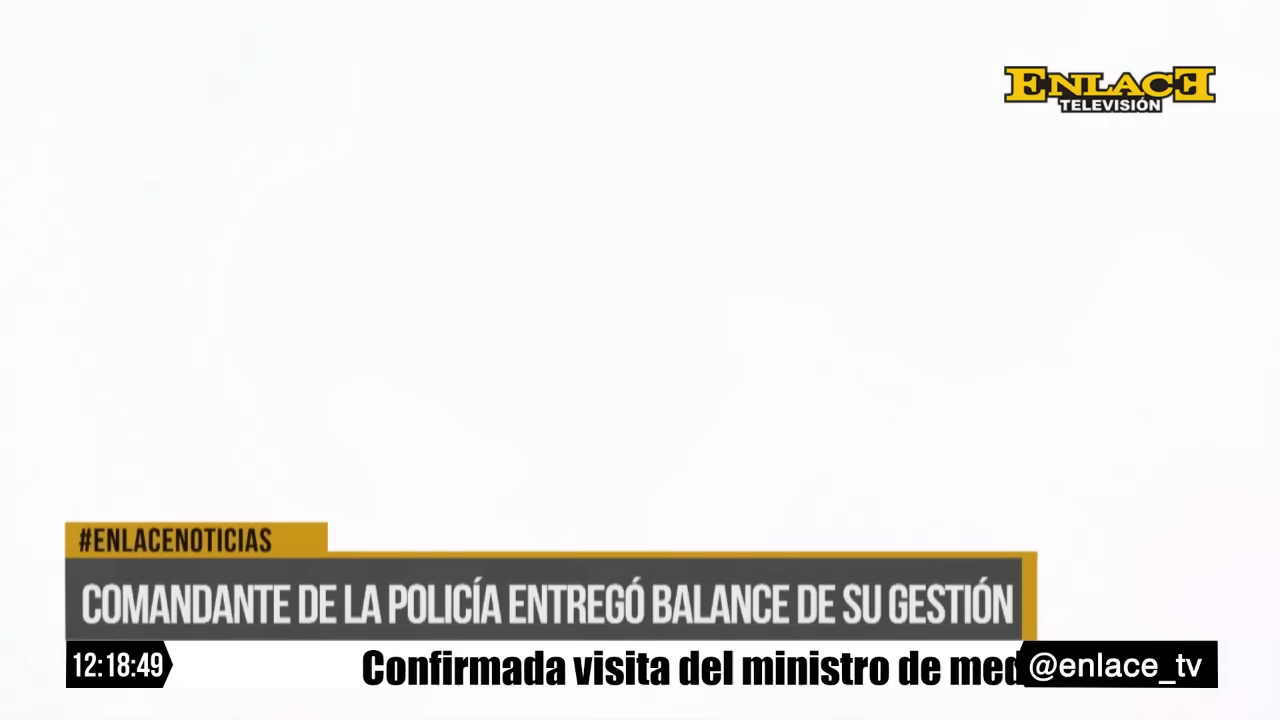 ENLACE
TELEVISIÓN
#ENLACENOTICIAS
COMANDANTE DE LA POLICÍA ENTREGÓ BALANCE DE SU GESTIÓN
12:18:49
Confirmada visita del ministro de med
@enlace_tv